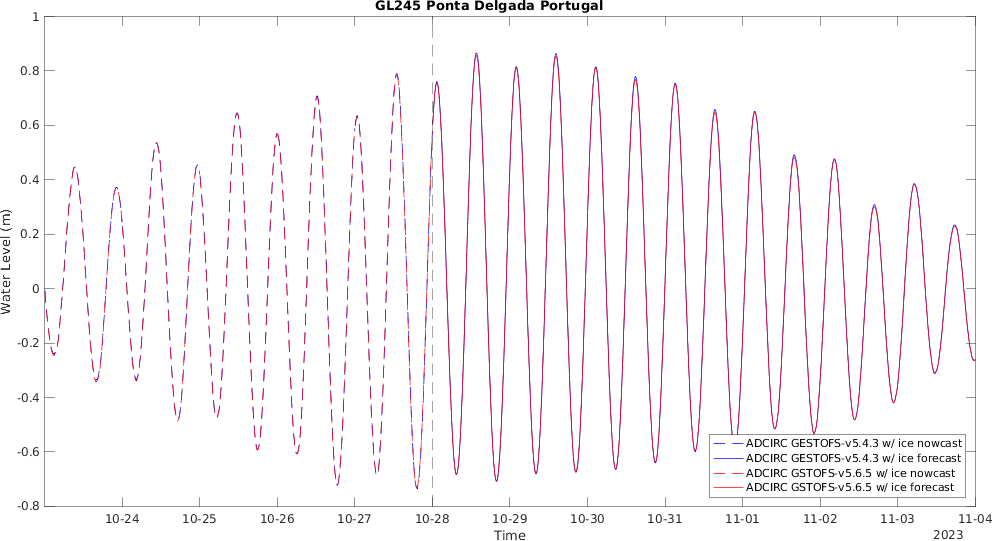 GL245 Ponta Delgada Portugal
1
0.8
0.6
0.4
0.2
0
-0.2
-0.4
-0.6
-0.8
Water Level (m)
ADCIRC GESTOFS-v5.4.3 w/ ice nowcast
ADCIRC GESTOFS-v5.4.3 w/ ice forecast
ADCIRC GSTOFS-v5.6.5 w/ ice nowcast
ADCIRC GSTOFS-v5.6.5 w/ ice forecast
10-24 10-25 10-26 10-27 10-28 10-29 10-30 10-31 11-01 11-02 11-03 11-04
Time
2023